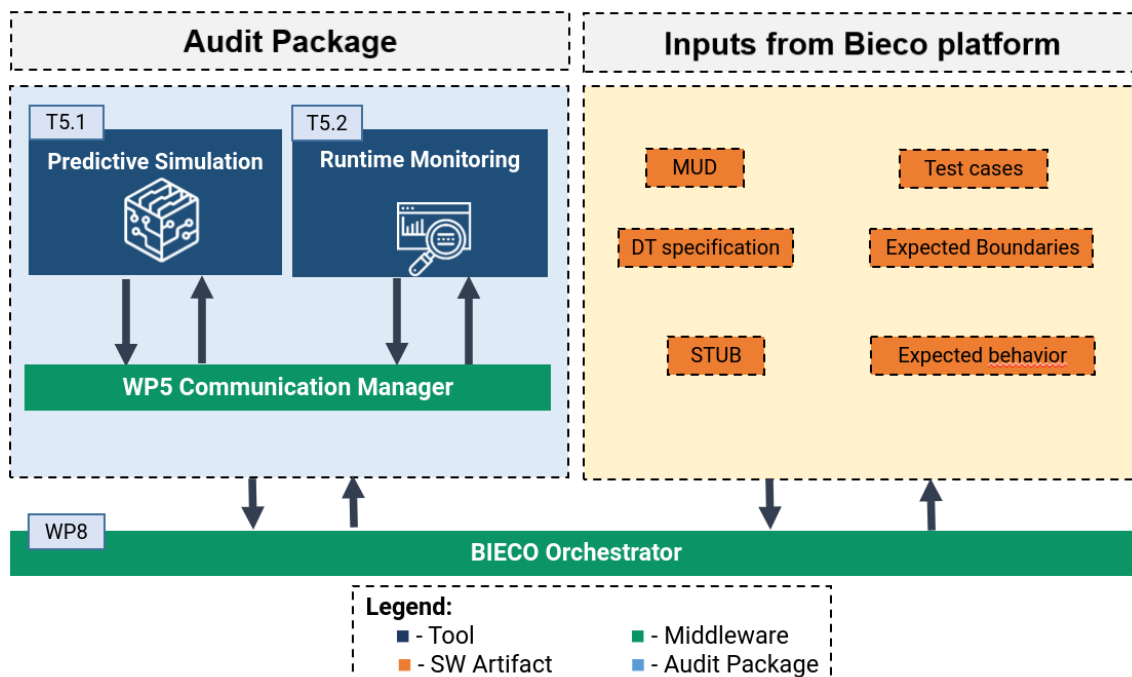 Audit Package
Inputs from Bieco platform
T5.1
Predictive Simulation
T5.2
Runtime Monitoring
WP5 Communication Manager
MUD
Test cases
DT specification
Expected Boundaries
STUB
Expected behavior
WP8
BIECO Orchestrator
Legend:
- Tool
- Middleware
- SW Artifact
- Audit Package